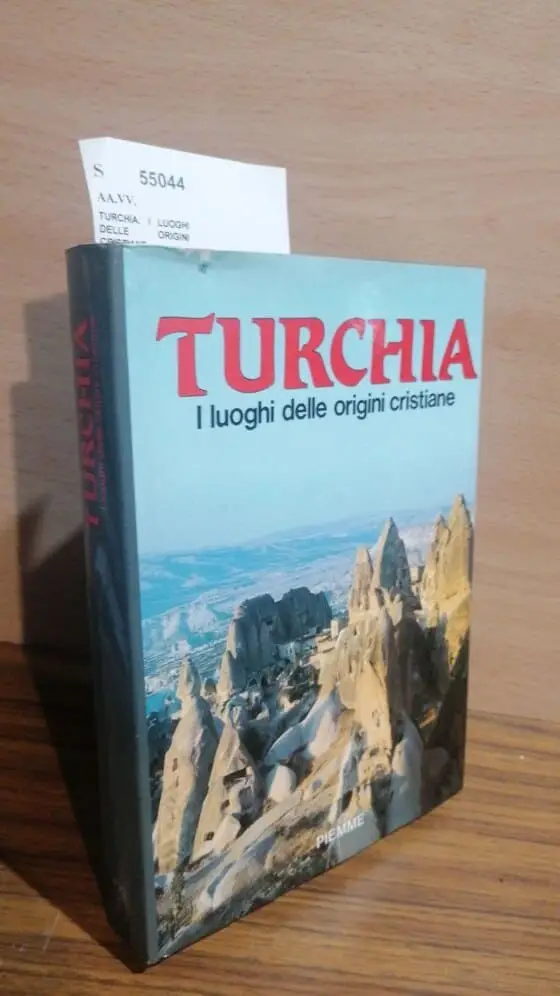 S 55044
AA.VV.
TURCHIA. I LUOGHI
DELLE ORIGINI
TURCHIA
I luoghi delle origini cristiane
PIEMME
TURCHIA